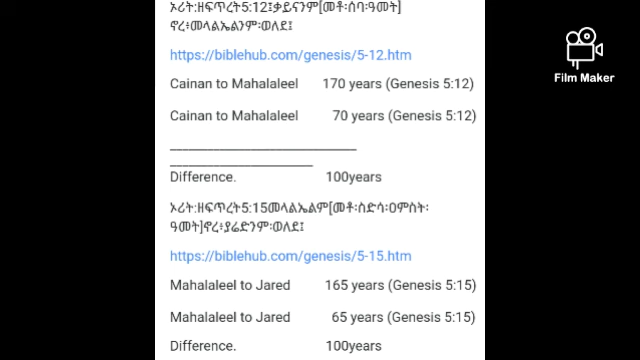 ኦሪት፡ዘፍጥረት5:12፤ቃይናንም[መቶ፡ሰባ፡ዓመት]
ኖረ፥መላልኤልንም፡ወለደ፤
https://biblehub.com/genesis/5-12.htm
Cainan to Mahalaleel 170 years (Genesis 5:12)
Cainan to Mahalaleel 70 years (Genesis 5:12)
Difference. 100years
ኦሪት፡ዘፍጥረት5:15መላልኤልም[መቶ፡ስድሳ፡ዐምስት፡
ዓመት]ኖረ፥ያሬድንም፡ወለደ፤
https://biblehub.com/genesis/5-15.htm
Mahalaleel to Jared 165 years (Genesis 5:15)
Mahalaleel to Jared 65 years (Genesis 5:15)
Difference. 100years
Film Maker